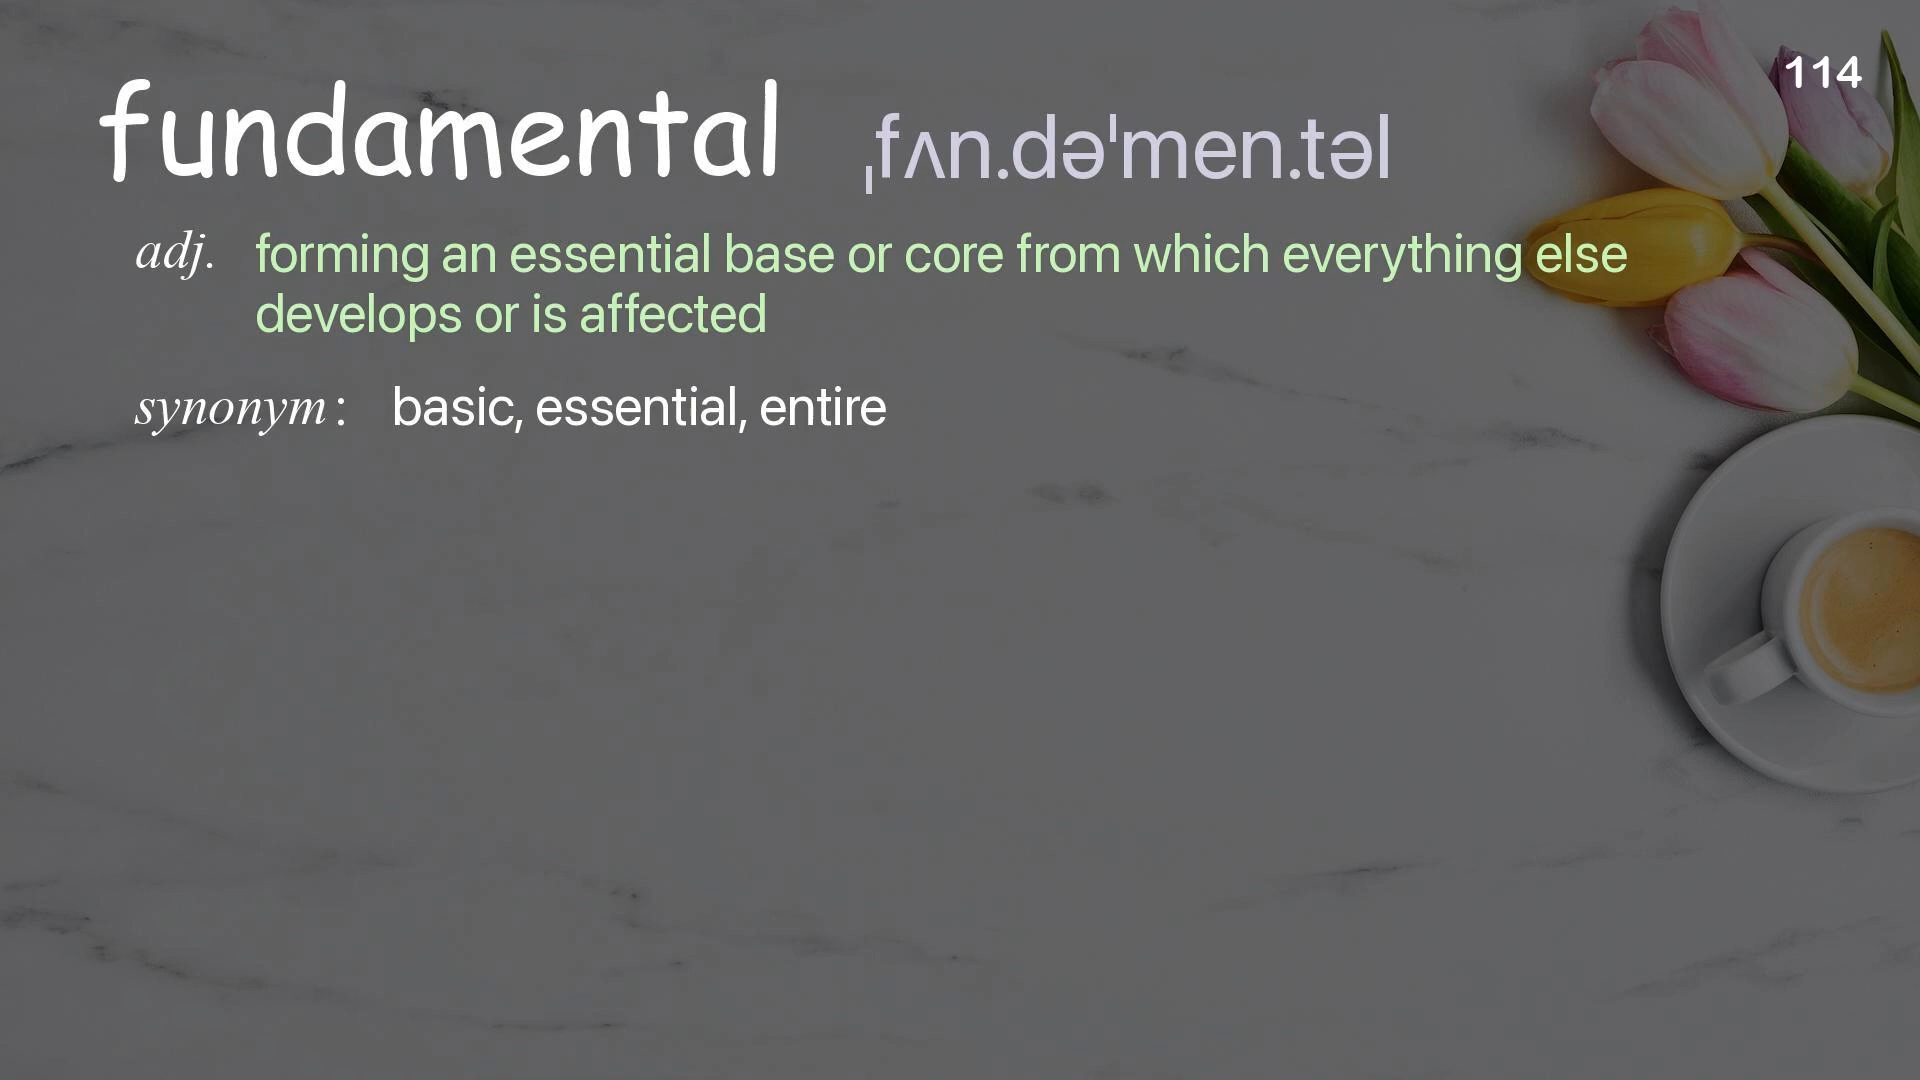 114
fundamental ˌfʌn.dəˈmen.təl
adj. forming an essential base or core from which everything else
develops or is affected
synonym: basic, essential, entire